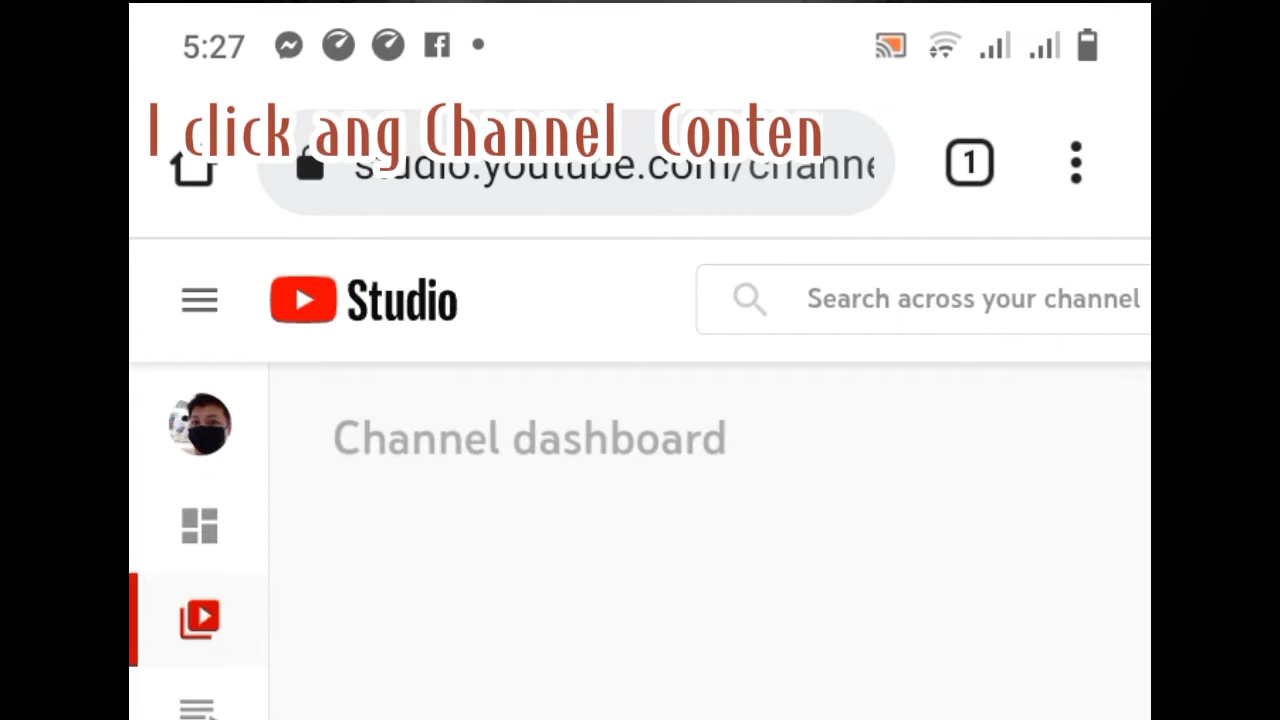 5:27
I click ang Channel Conten
studio.youtube.com/channe
1
Studio
Search across your channel
Channel dashboard